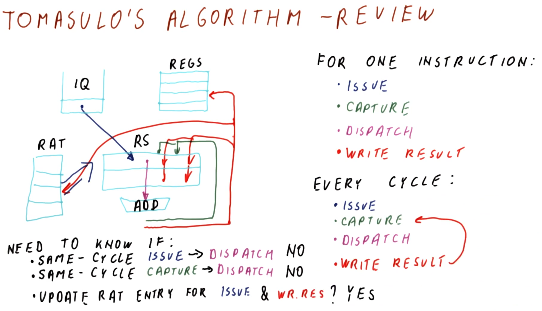 TOMASULO'S ALGORITHM - REVIEW
IQ
REGS
RAT
RS
ADD
FOR ONE INSTRUCTION:
• ISSUE
• CAPTURE
• DISPATCH
• WRITE RESULT
EVERY CYCLE:
• ISSUE
• CAPTURE
• DISPATCH
• WRITE RESULT
NEED TO KNOW IF:
• SAME-CYCLE ISSUE → DISPATCH NO
• SAME-CYCLE CAPTURE → DISPATCH NO
• UPDATE RAT ENTRY FOR ISSUE & WR.RES? YES